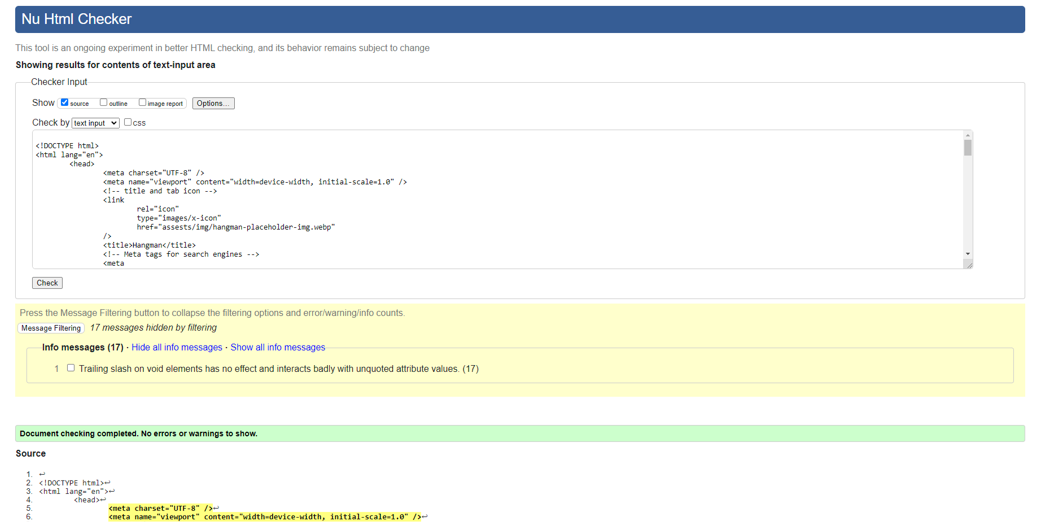 Nu Html Checker
This tool is an ongoing experiment in better HTML checking, and its behavior remains subject to change
Showing results for contents of text-input area
Checker Input
Show source outline image report Options...
Check by text input css
<!DOCTYPE html>
<html lang="en">
<head>
<meta charset="UTF-8" />
<meta name="viewport" content="width=device-width, initial-scale=1.0" />
<!-- title and tab icon -->
<link
rel="icon"
type="images/x-icon"
href="assests/img/hangman-placeholder-img.webp"
/>
<title>Hangman</title>
<!-- Meta tags for search engines -->
<meta
Check
Press the Message Filtering button to collapse the filtering options and error/warning/info counts.
Message Filtering 17 messages hidden by filtering
Info messages (17) · Hide all info messages · Show all info messages
1 Trailing slash on void elements has no effect and interacts badly with unquoted attribute values. (17)
Document checking completed. No errors or warnings to show.
Source
1. ↩
2. <!DOCTYPE html>↩
3. <html lang="en">↩
4. <head>↩
5. <meta charset="UTF-8" />↩
6. <meta name="viewport" content="width=device-width, initial-scale=1.0" />↩